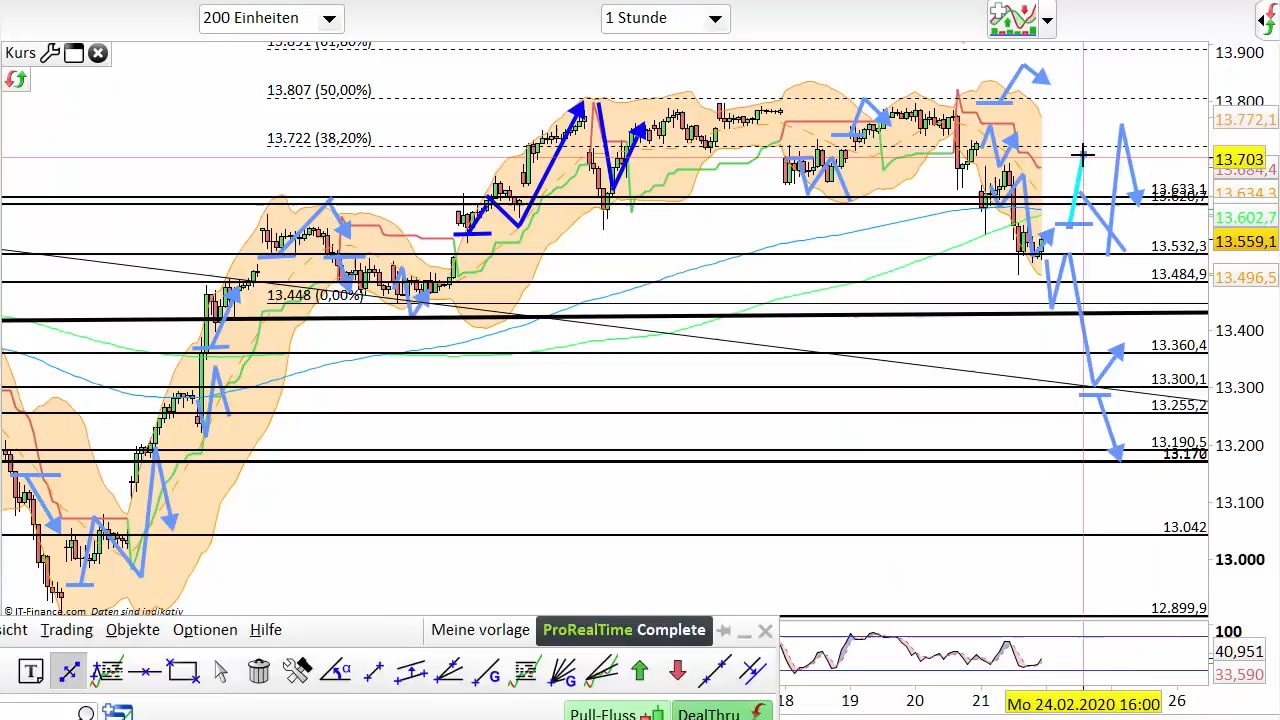 200 Einheiten
1 Stunde
Kurs
13.891 (61,80%)
13.807 (50,00%)
13.722 (38,20%)
13.448 (0,00%)
13.633,1
13.532,3
13.484,9
13.360,4
13.300,1
13.255,2
13.190,5
13.170
13.042
12.899,9
13.900
13.800
13.772,1
13.703
13.684,4
13.634,3
13.602,7
13.559,1
13.496,5
13.400
13.300
13.200
13.100
13.000
© IT-Finance.com Daten sind indikativ
sicht Trading Objekte Optionen Hilfe
Meine vorlage
ProRealTime Complete
T
α
G
G
100
40,951
33,590
18 19 20 21 Mo 24.02.2020 16:00 26
Pull-Fluss
DealThru